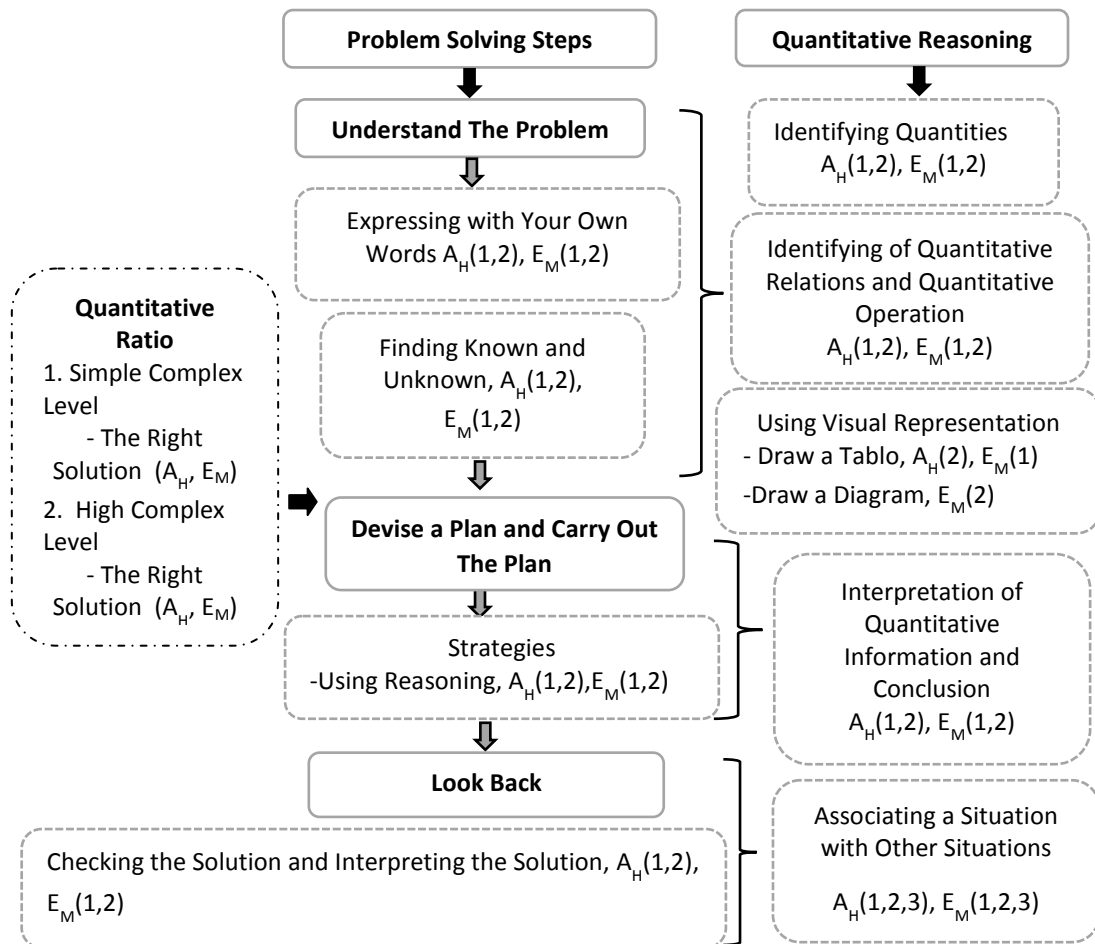 Problem Solving Steps
Understand The Problem
Expressing with Your Own
Words A_H(1,2), E_M(1,2)
Finding Known and
Unknown, A_H(1,2),
E_M(1,2)
Quantitative
Ratio
1. Simple Complex
Level
- The Right
Solution (A_H, E_M)
2. High Complex
Level
- The Right
Solution (A_H, E_M)
Devise a Plan and Carry Out
The Plan
Strategies
-Using Reasoning, A_H(1,2),E_M(1,2)
Look Back
Checking the Solution and Interpreting the Solution, A_H(1,2),
E_M(1,2)
Quantitative Reasoning
Identifying Quantities
A_H(1,2), E_M(1,2)
Identifying of Quantitative
Relations and Quantitative
Operation
A_H(1,2), E_M(1,2)
Using Visual Representation
- Draw a Tablo, A_H(2), E_M(1)
-Draw a Diagram, E_M(2)
Interpretation of
Quantitative
Information and
Conclusion
A_H(1,2), E_M(1,2)
Associating a Situation
with Other Situations
A_H(1,2,3), E_M(1,2,3)